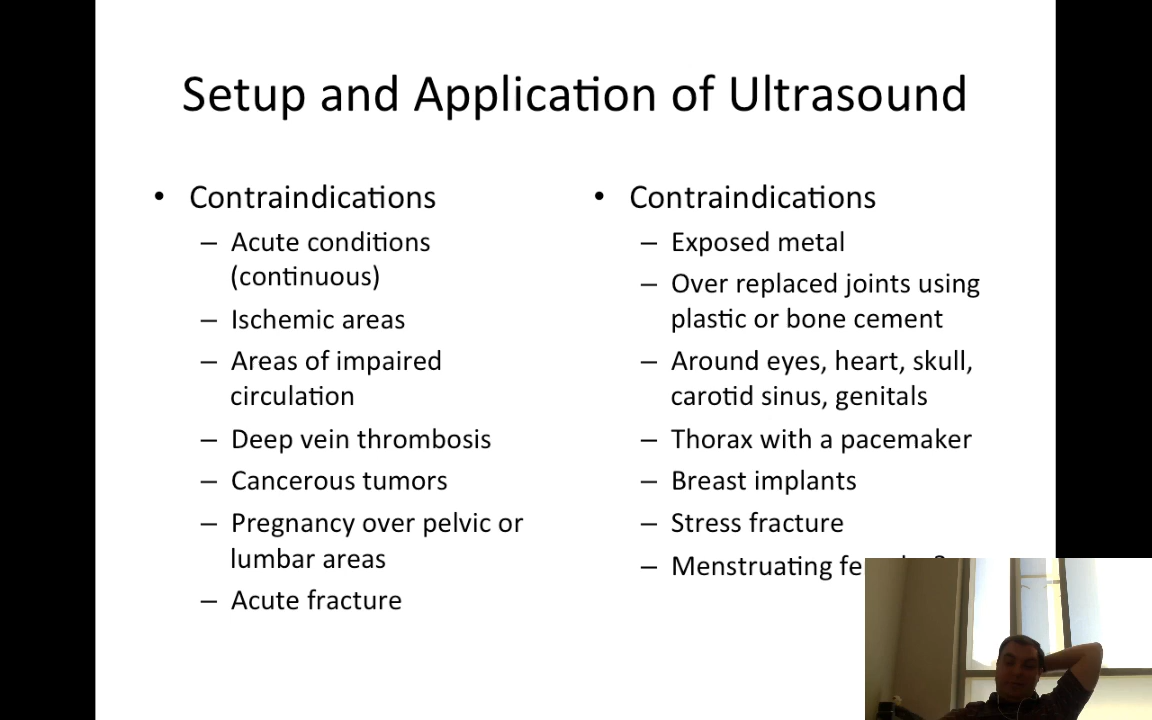 Setup and Application of Ultrasound
• Contraindications
– Acute conditions
(continuous)
– Ischemic areas
– Areas of impaired
circulation
– Deep vein thrombosis
– Cancerous tumors
– Pregnancy over pelvic or
lumbar areas
– Acute fracture
• Contraindications
– Exposed metal
– Over replaced joints using
plastic or bone cement
– Around eyes, heart, skull,
carotid sinus, genitals
– Thorax with a pacemaker
– Breast implants
– Stress fracture
– Menstruating